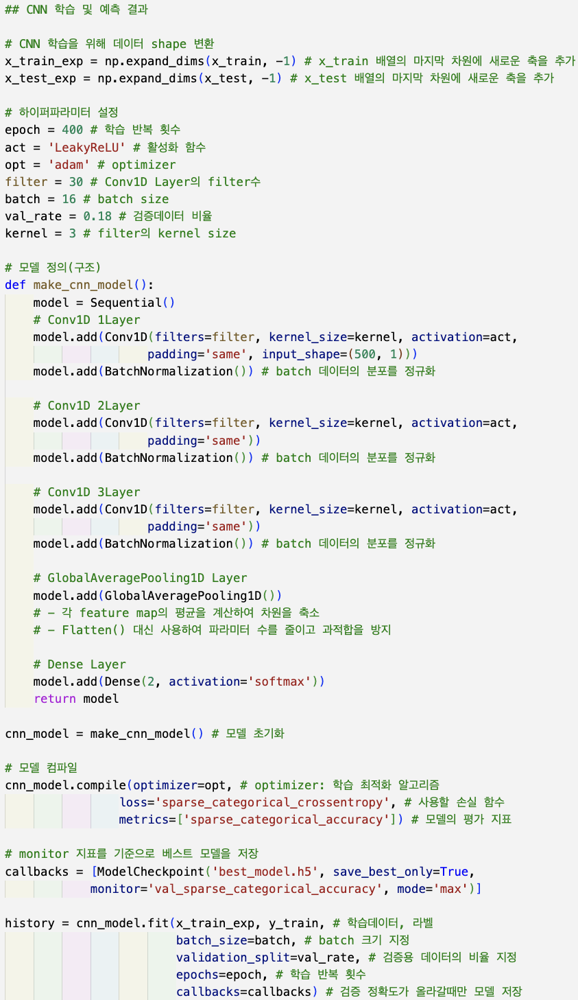 ## CNN 학습 및 예측 결과
# CNN 학습을 위해 데이터 shape 변환
x_train_exp = np.expand_dims(x_train, -1) # x_train 배열의 마지막 차원에 새로운 축을 추가
x_test_exp = np.expand_dims(x_test, -1) # x_test 배열의 마지막 차원에 새로운 축을 추가
# 하이퍼파라미터 설정
epoch = 400 # 학습 반복 횟수
act = 'LeakyReLU' # 활성화 함수
opt = 'adam' # optimizer
filter = 30 # Conv1D Layer의 filter수
batch = 16 # batch size
val_rate = 0.18 # 검증데이터 비율
kernel = 3 # filter의 kernel size
# 모델 정의(구조)
def make_cnn_model():
    model = Sequential()
    # Conv1D 1Layer
    model.add(Conv1D(filters=filter, kernel_size=kernel, activation=act,
                    padding='same', input_shape=(500, 1)))
    model.add(BatchNormalization()) # batch 데이터의 분포를 정규화
    # Conv1D 2Layer
    model.add(Conv1D(filters=filter, kernel_size=kernel, activation=act,
                    padding='same'))
    model.add(BatchNormalization()) # batch 데이터의 분포를 정규화
    # Conv1D 3Layer
    model.add(Conv1D(filters=filter, kernel_size=kernel, activation=act,
                    padding='same'))
    model.add(BatchNormalization()) # batch 데이터의 분포를 정규화
    # GlobalAveragePooling1D Layer
    model.add(GlobalAveragePooling1D())
    # - 각 feature map의 평균을 계산하여 차원을 축소
    # - Flatten() 대신 사용하여 파라미터 수를 줄이고 과적합을 방지
    # Dense Layer
    model.add(Dense(2, activation='softmax'))
    return model
cnn_model = make_cnn_model() # 모델 초기화
# 모델 컴파일
cnn_model.compile(optimizer=opt, # optimizer: 학습 최적화 알고리즘
                loss='sparse_categorical_crossentropy', # 사용할 손실 함수
                metrics=['sparse_categorical_accuracy']) # 모델의 평가 지표
# monitor 지표를 기준으로 베스트 모델을 저장
callbacks = [ModelCheckpoint('best_model.h5', save_best_only=True,
            monitor='val_sparse_categorical_accuracy', mode='max')]
history = cnn_model.fit(x_train_exp, y_train, # 학습데이터, 라벨
                        batch_size=batch, # batch 크기 지정
                        validation_split=val_rate, # 검증용 데이터의 비율 지정
                        epochs=epoch, # 학습 반복 횟수
                        callbacks=callbacks) # 검증 정확도가 올라갈때만 모델 저장